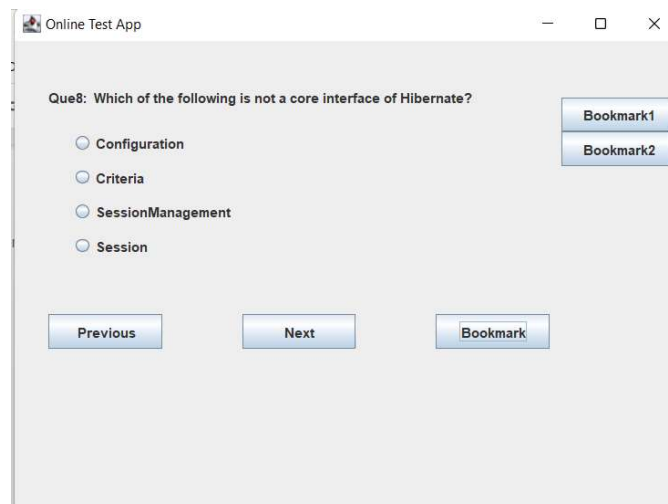 Online Test App
Que8: Which of the following is not a core interface of Hibernate?
Bookmark1
Bookmark2
Configuration
Criteria
SessionManagement
Session
Previous Next Bookmark